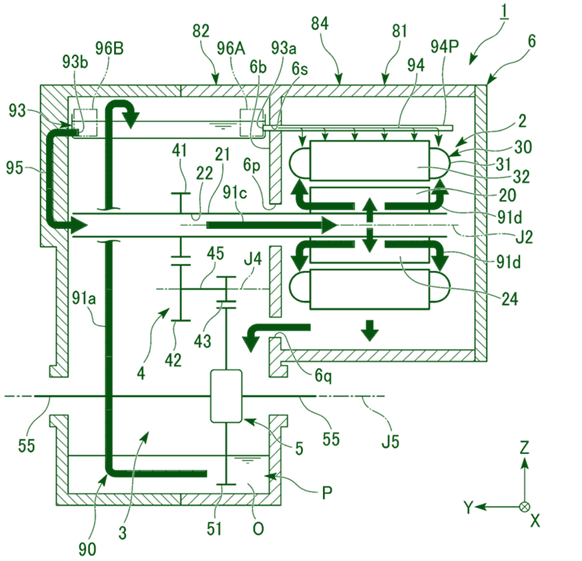 1
96B 82 96A 93a 84 81
93b 6b 6s 94 94P 6
93
2
30
31
32
95
41 22 21 6p 20
91c 91d
J2
45 J4 91d
91a 24
4 42 43
6q
55 5 55 J5
P
90 3 51 O
Z
Y X